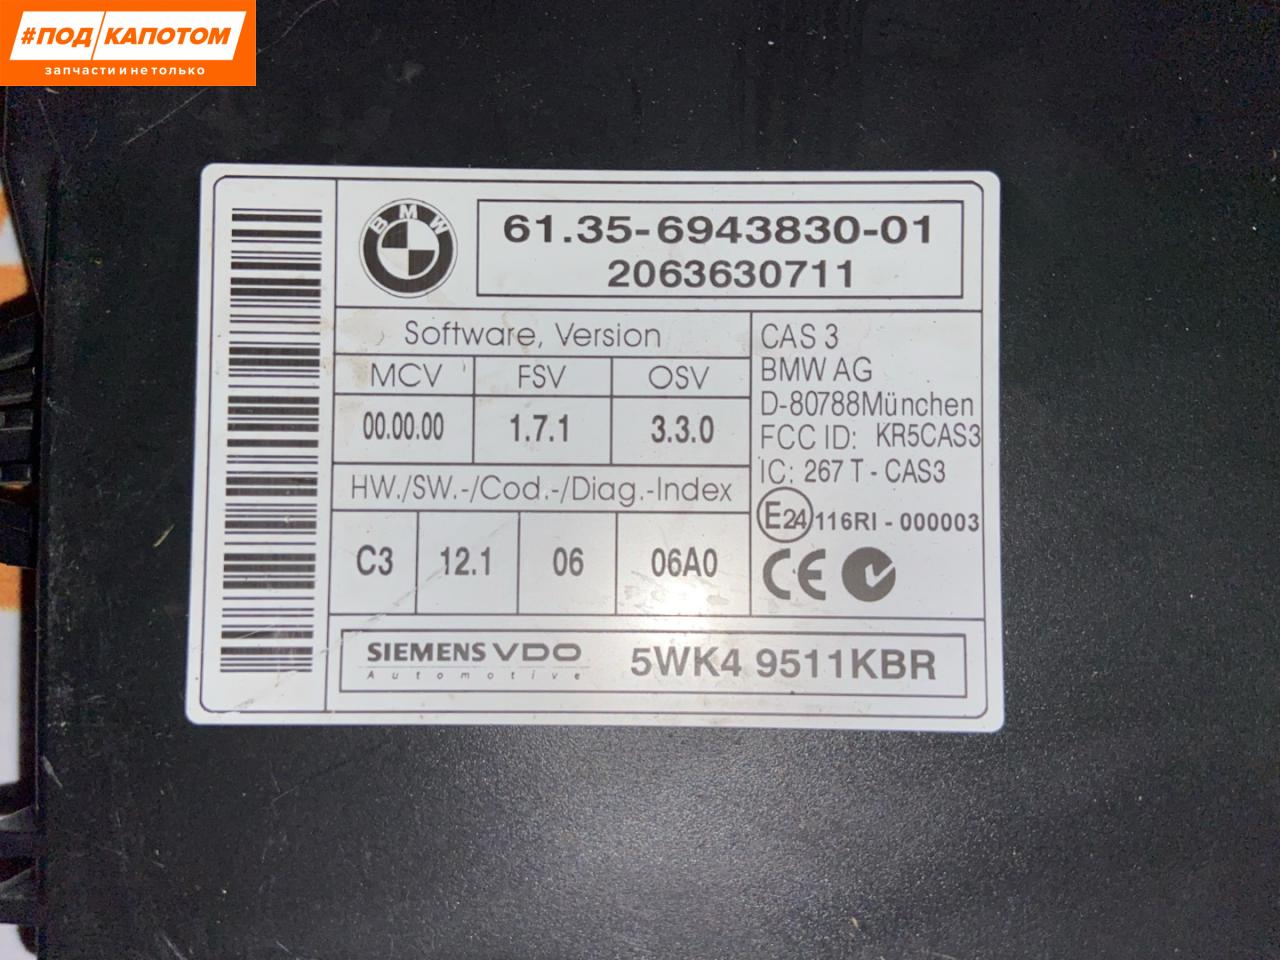 #ПОД КАПОТОМ
запчасти и не только
BMW
61.35-6943830-01
2063630711
Software, Version
MCV FSV OSV
00.00.00 1.7.1 3.3.0
HW./SW.-/Cod.-/Diag.-Index
C3 12.1 06 06A0
CAS 3
BMW AG
D-80788München
FCC ID: KR5CAS3
IC: 267 T - CAS3
E24 116RI - 000003
CE
SIEMENS VDO
Automotive
5WK4 9511KBR